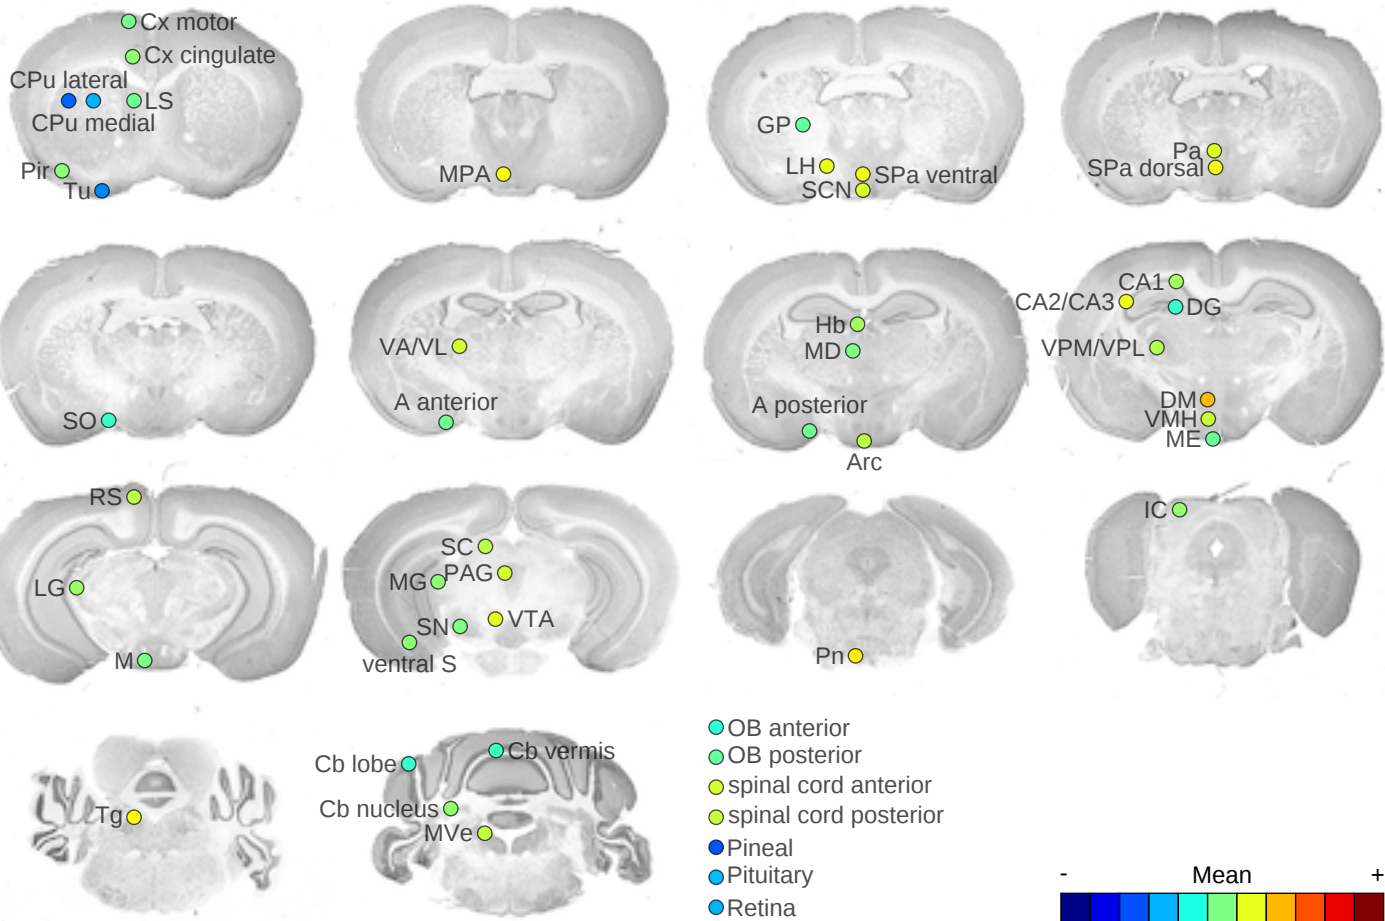 Cx motor
Cx cingulate
CPu lateral
LS
CPu medial
Pir
Tu
MPA
GP
LH
SPa ventral
SCN
Pa
SPa dorsal
SO
VA/VL
A anterior
Hb
MD
A posterior
Arc
CA1
CA2/CA3
DG
VPM/VPL
DM
VMH
ME
RS
LG
M
SC
PAG
MG
VTA
SN
ventral S
Pn
IC
Tg
Cb vermis
Cb lobe
Cb nucleus
MVe
OB anterior
OB posterior
spinal cord anterior
spinal cord posterior
Pineal
Pituitary
Retina
- Mean +